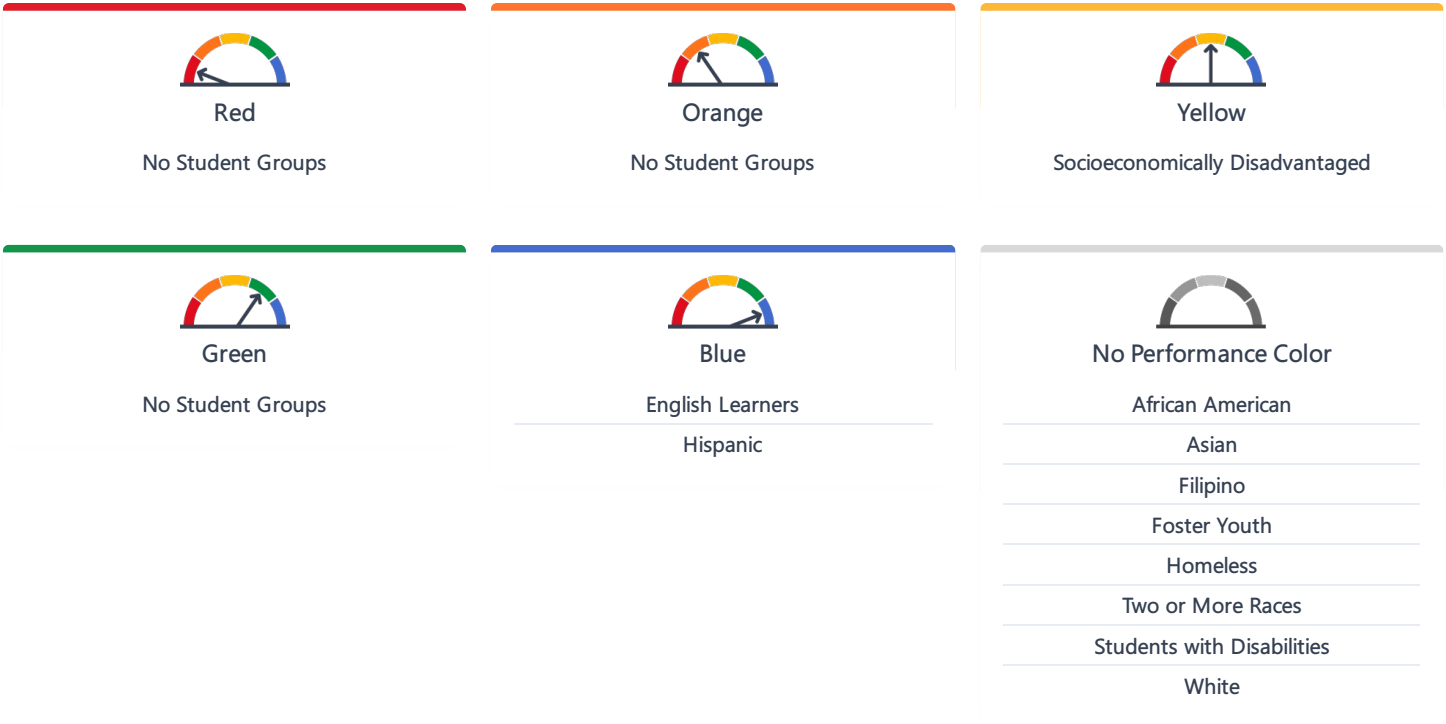 Red
No Student Groups
Orange
No Student Groups
Yellow
Socioeconomically Disadvantaged
Green
No Student Groups
Blue
English Learners
Hispanic
No Performance Color
African American
Asian
Filipino
Foster Youth
Homeless
Two or More Races
Students with Disabilities
White